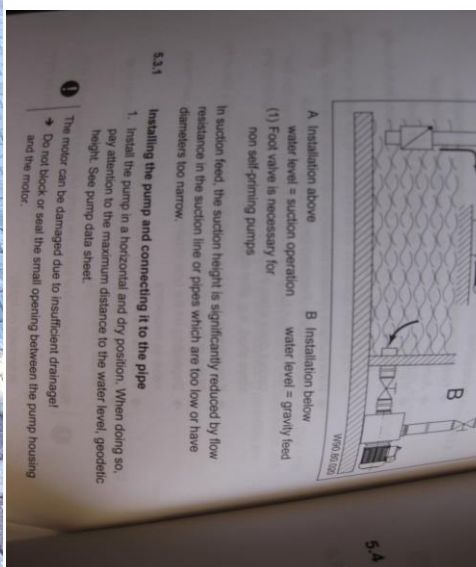 B
W90.80.020
A Installation above
water level = suction operation
(1) Foot valve is necessary for
non self-priming pumps
B Installation below
water level = gravity feed
In suction feed, the suction height is significantly reduced by flow
resistance in the suction line or pipes which are too low or have
diameters too narrow.
5.3.1
Installing the pump and connecting it to the pipe
1. Install the pump in a horizontal and dry position. When doing so,
pay attention to the maximum distance to the water level, geodetic
height. See pump data sheet.
The motor can be damaged due to insufficient drainage!
➔ Do not block or seal the small opening between the pump housing
and the motor.
5.4